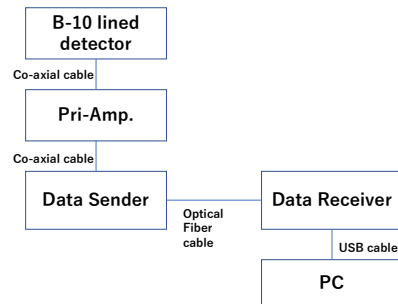 B-10 lined
detector
Co-axial cable
Pri-Amp.
Co-axial cable
Data Sender
Optical
Fiber
cable
Data Receiver
USB cable
PC